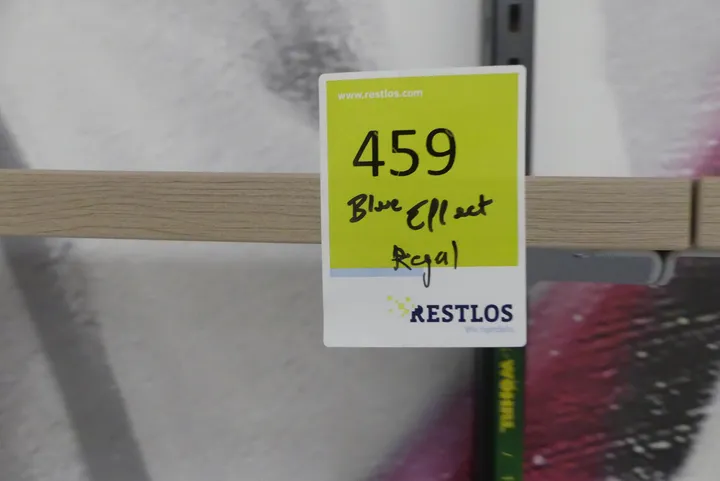 www.restlos.com
459
Blue Effect
Regal
RESTLOS